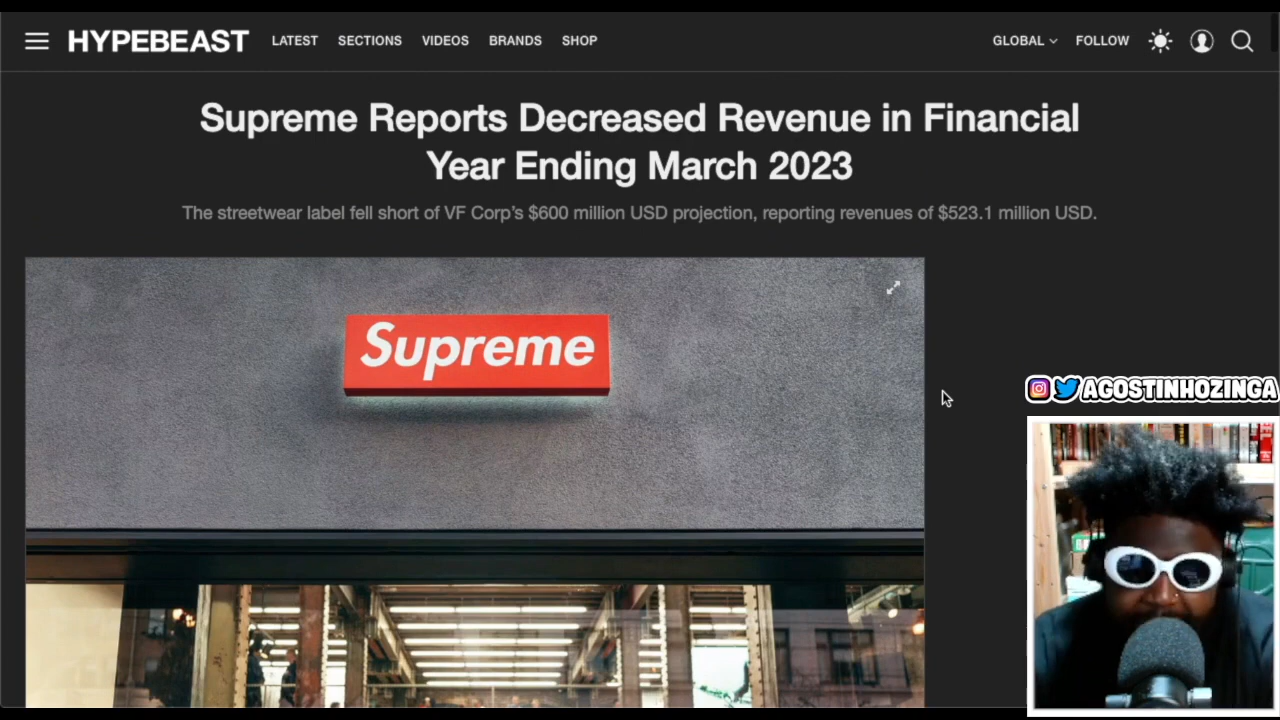 HYPEBEAST LATEST SECTIONS VIDEOS BRANDS SHOP GLOBAL FOLLOW
Supreme Reports Decreased Revenue in Financial
Year Ending March 2023
The streetwear label fell short of VF Corp's $600 million USD projection, reporting revenues of $523.1 million USD.
Supreme
AGOSTINHOZINGA